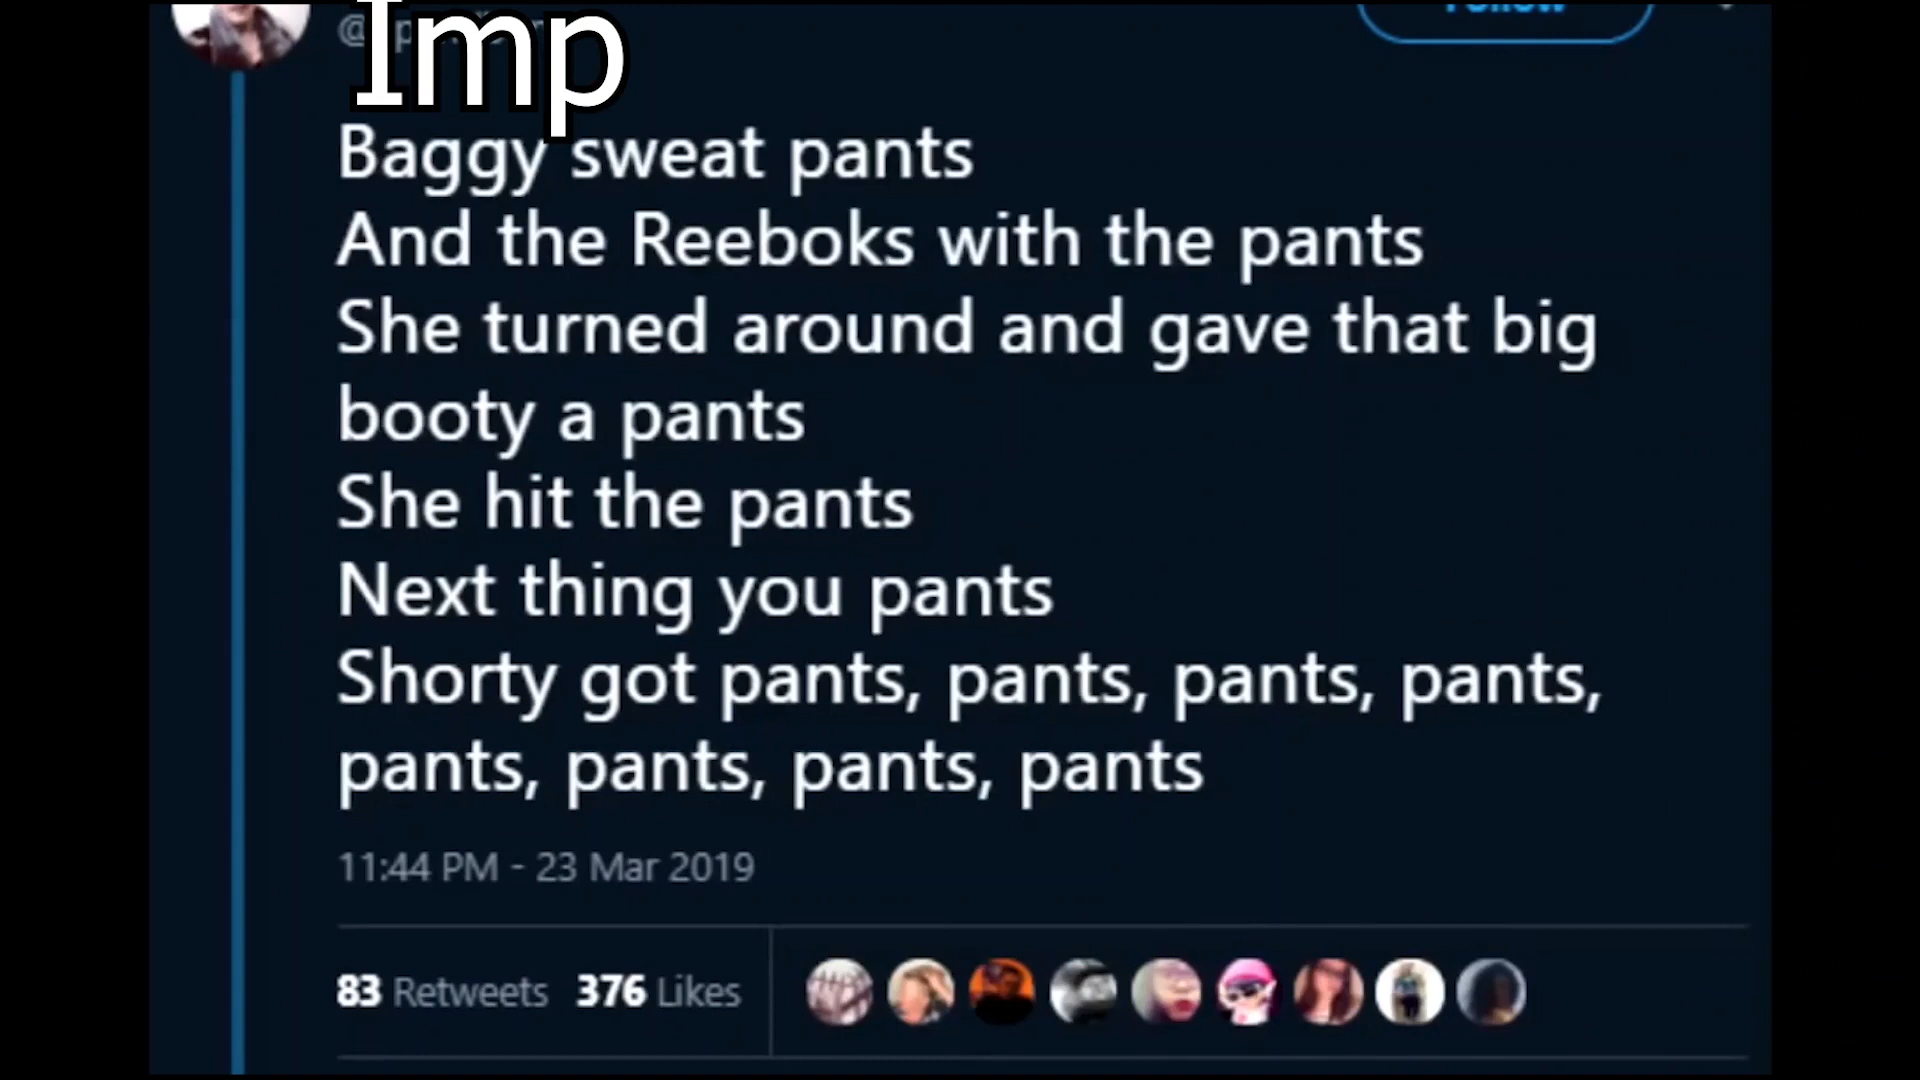 Imp
Baggy sweat pants
And the Reeboks with the pants
She turned around and gave that big
booty a pants
She hit the pants
Next thing you pants
Shorty got pants, pants, pants, pants,
pants, pants, pants, pants
11:44 PM - 23 Mar 2019
83 Retweets 376 Likes